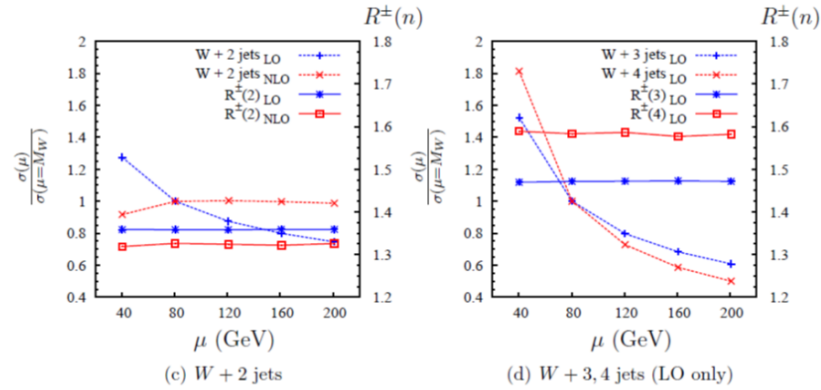 R±(n)
R±(n)
2
1.8
1.6
1.4
1.2
1
0.8
0.6
0.4
σ(μ)
σ(μ=M_W)
W + 2 jets LO
W + 2 jets NLO
R±(2) LO
R±(2) NLO
1.8
1.7
1.6
1.5
1.4
1.3
1.2
40 80 120 160 200
μ (GeV)
(c) W + 2 jets
2
1.8
1.6
1.4
1.2
1
0.8
0.6
0.4
σ(μ)
σ(μ=M_W)
W + 3 jets LO
W + 4 jets LO
R±(3) LO
R±(4) LO
1.8
1.7
1.6
1.5
1.4
1.3
1.2
40 80 120 160 200
μ (GeV)
(d) W + 3, 4 jets (LO only)